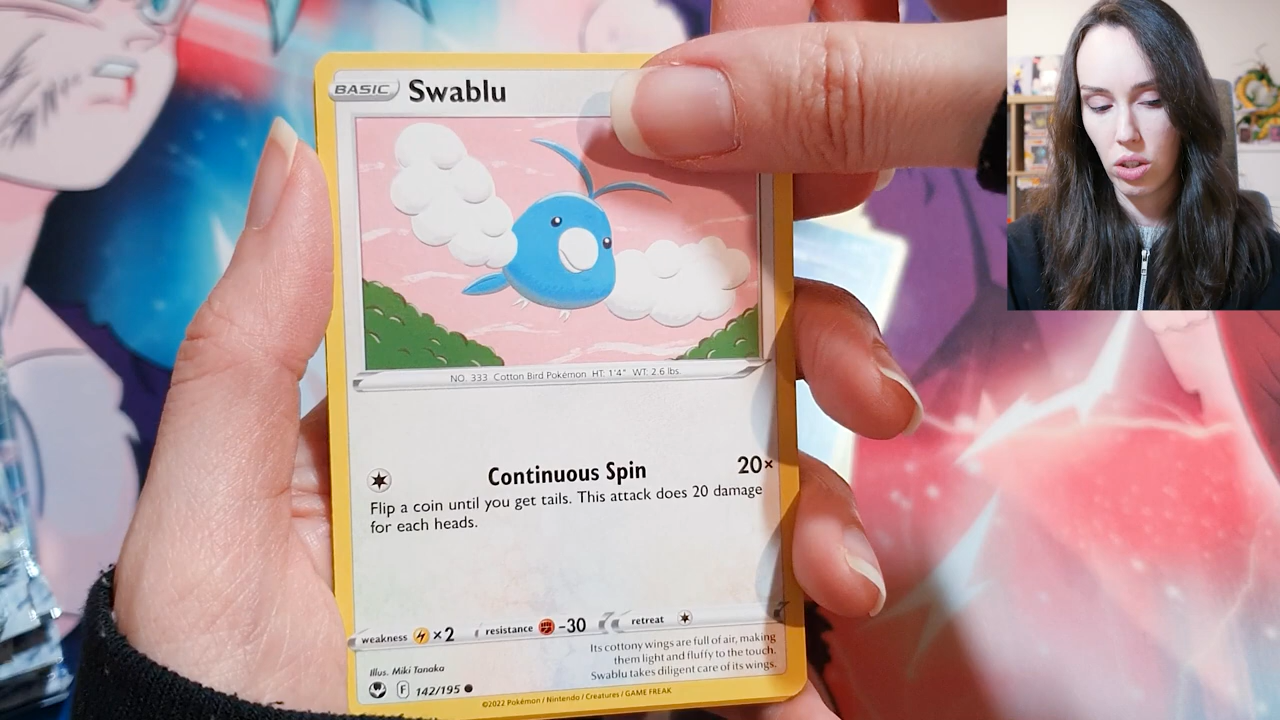 BASIC Swablu
NO. 333 Cotton Bird Pokémon HT: 1'4" WT: 2.6 lbs.
Continuous Spin 20×
Flip a coin until you get tails. This attack does 20 damage
for each heads.
weakness ×2 resistance -30 retreat
Its cottony wings are full of air, making
them light and fluffy to the touch.
Swablu takes diligent care of its wings.
Illus. Miki Tanaka
F 142/195
©2022 Pokémon / Nintendo / Creatures / GAME FREAK